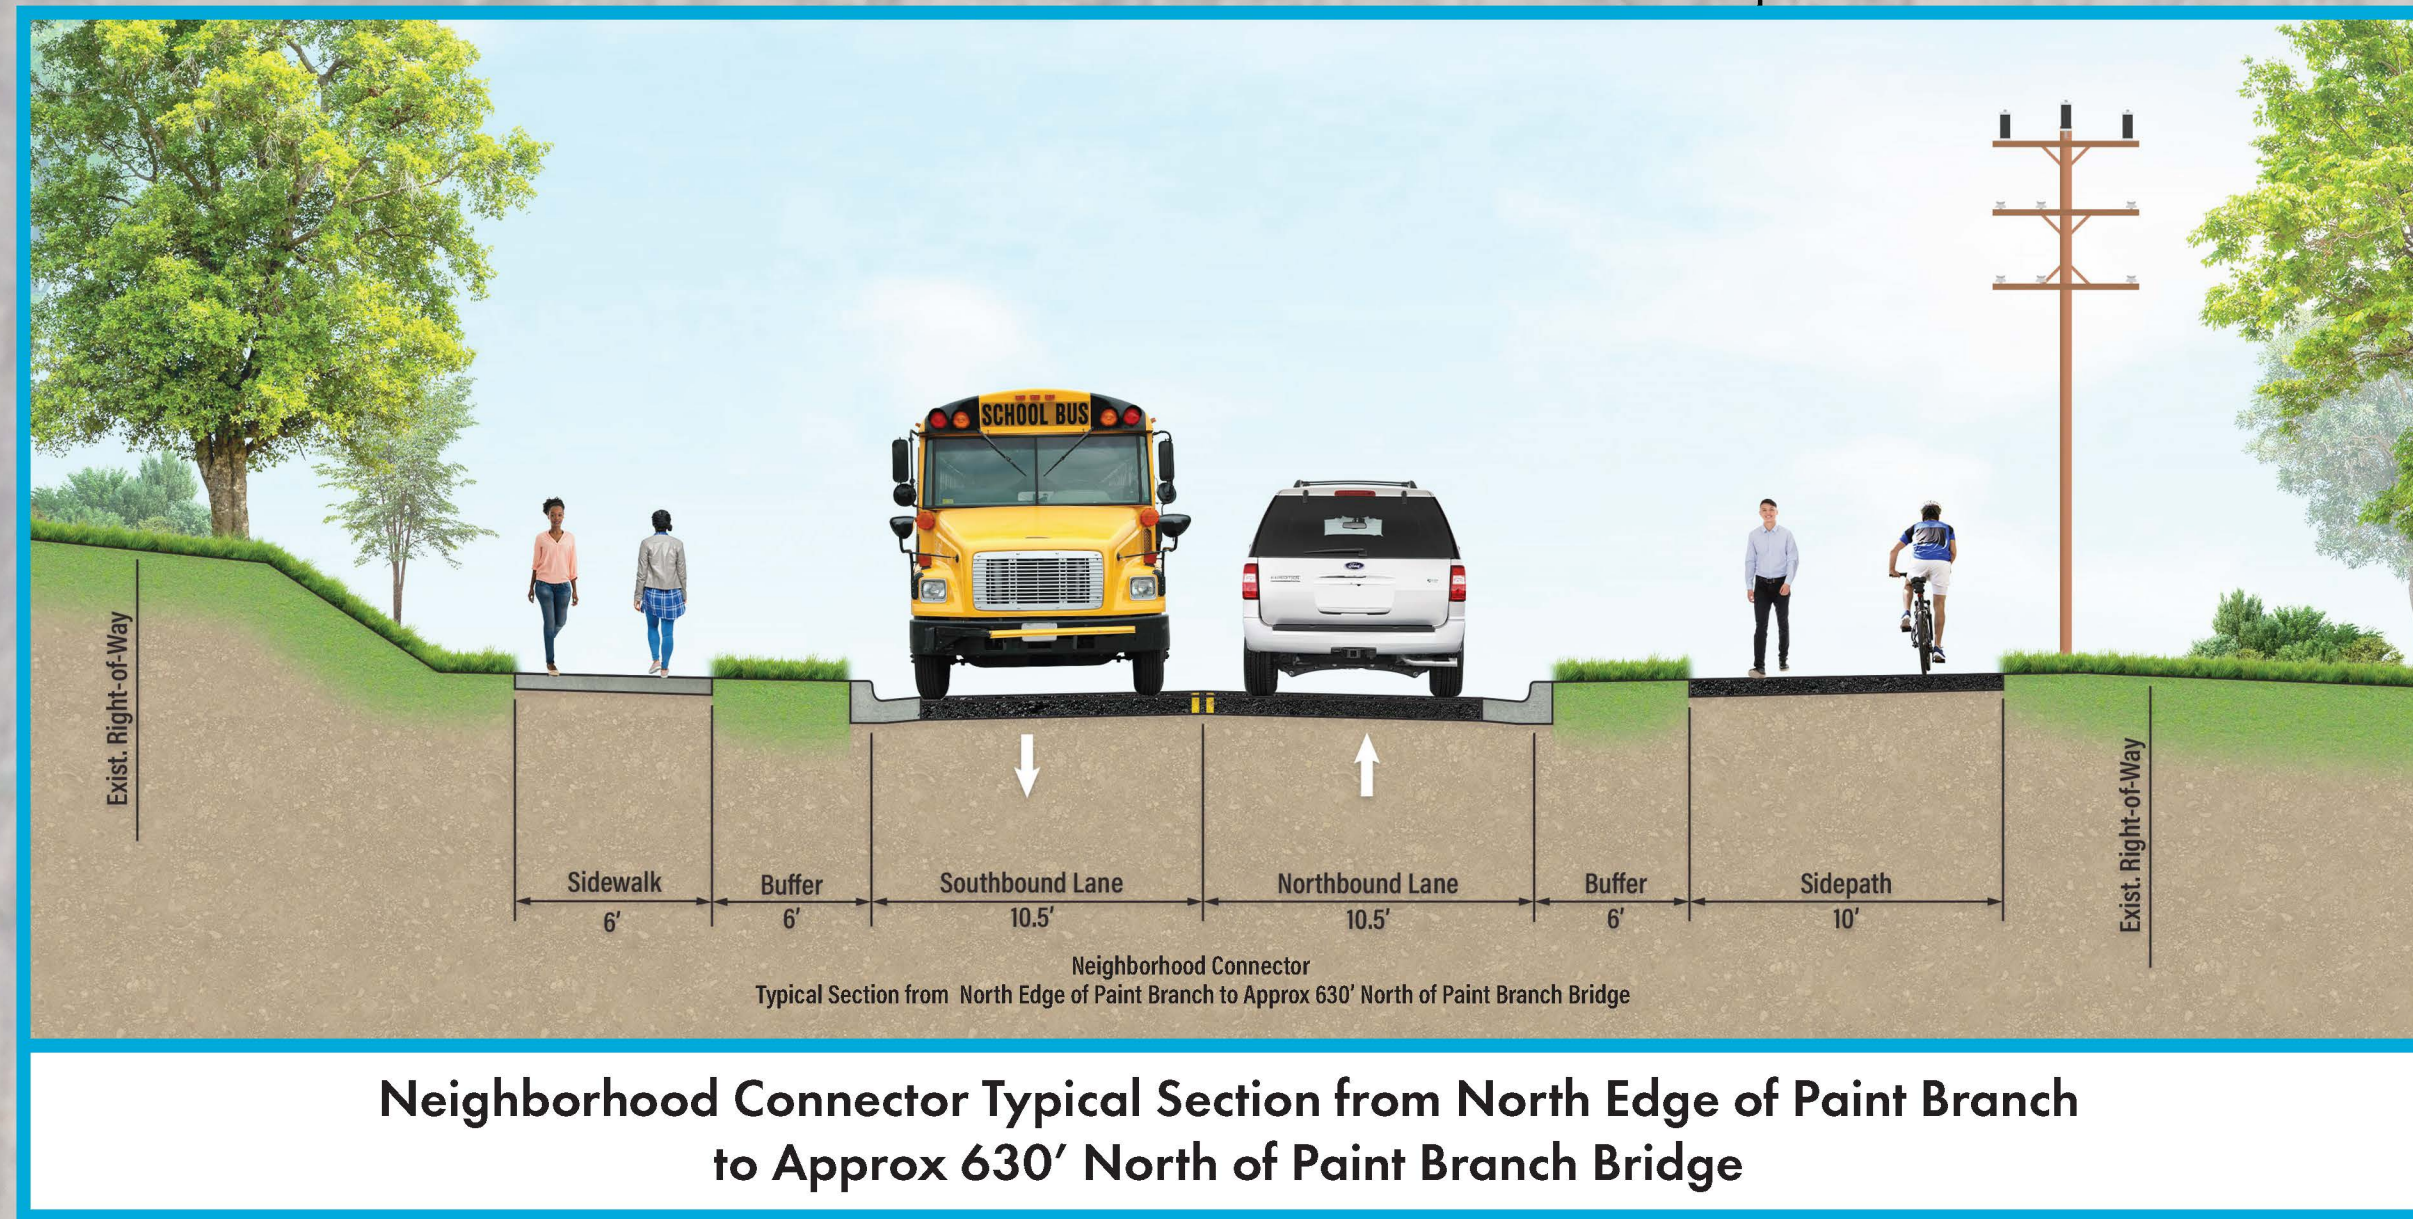 SCHOOL BUS
Ford
Exist. Right-of-Way
Exist. Right-of-Way
Sidewalk
Buffer
Southbound Lane
Northbound Lane
Buffer
Sidepath
6’
6’
10.5’
10.5’
6’
10’
Neighborhood Connector
Typical Section from North Edge of Paint Branch to Approx 630’ North of Paint Branch Bridge
Neighborhood Connector Typical Section from North Edge of Paint Branch
to Approx 630’ North of Paint Branch Bridge